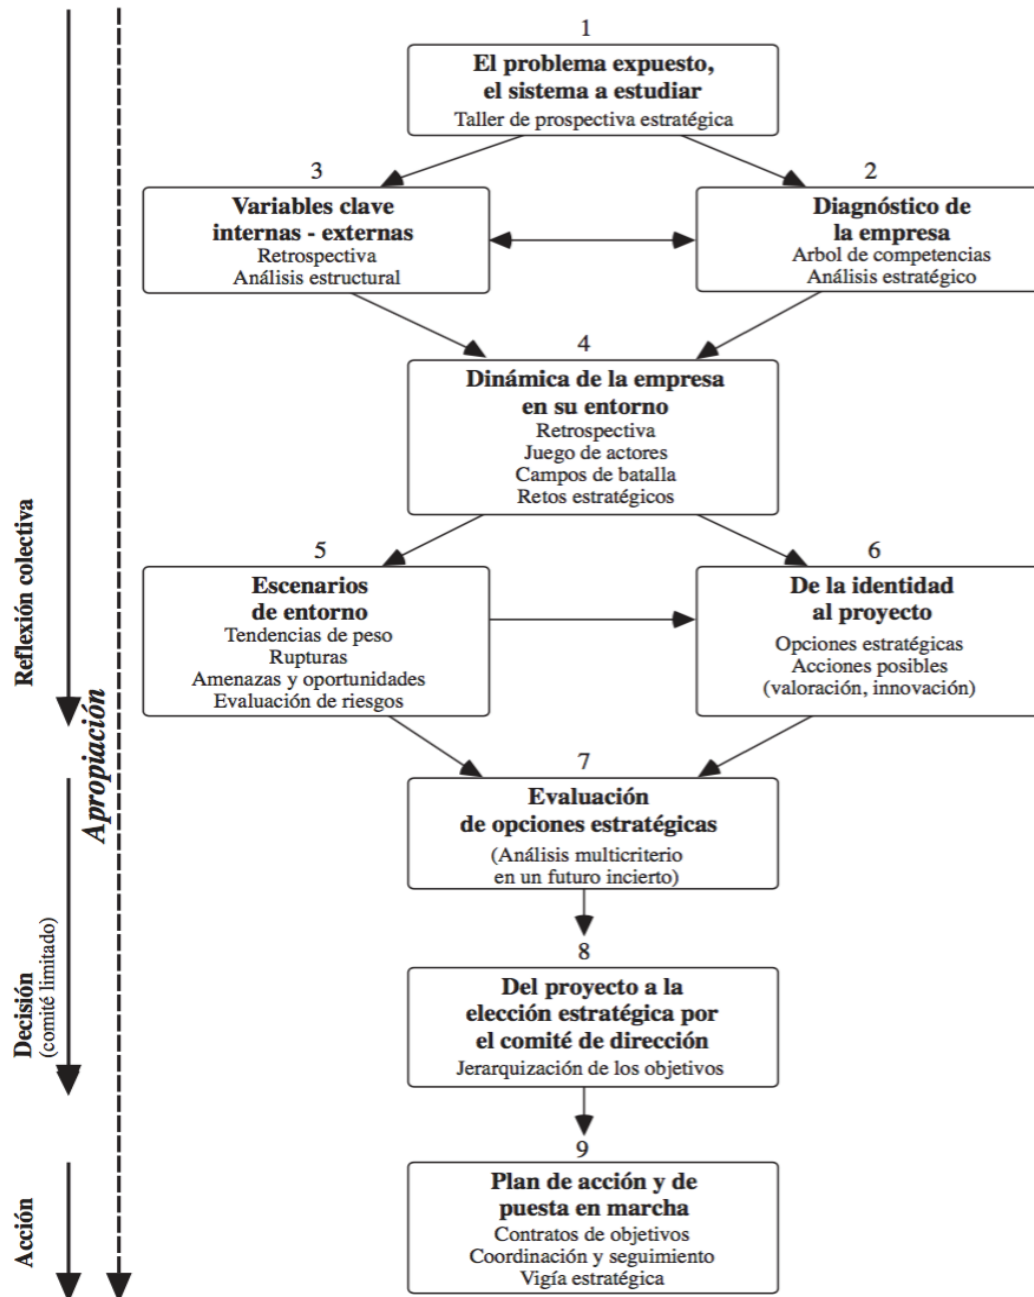 1
El problema expuesto,
el sistema a estudiar
Taller de prospectiva estratégica
3
Variables clave
internas - externas
Retrospectiva
Análisis estructural
2
Diagnóstico de
la empresa
Arbol de competencias
Análisis estratégico
4
Dinámica de la empresa
en su entorno
Retrospectiva
Juego de actores
Campos de batalla
Retos estratégicos
5
Escenarios
de entorno
Tendencias de peso
Rupturas
Amenazas y oportunidades
Evaluación de riesgos
6
De la identidad
al proyecto
Opciones estratégicas
Acciones posibles
(valoración, innovación)
7
Evaluación
de opciones estratégicas
(Análisis multicriterio
en un futuro incierto)
8
Del proyecto a la
elección estratégica por
el comité de dirección
Jerarquización de los objetivos
9
Plan de acción y de
puesta en marcha
Contratos de objetivos
Coordinación y seguimiento
Vigía estratégica
Reflexión colectiva
Apropiación
Decisión
(comité limitado)
Acción